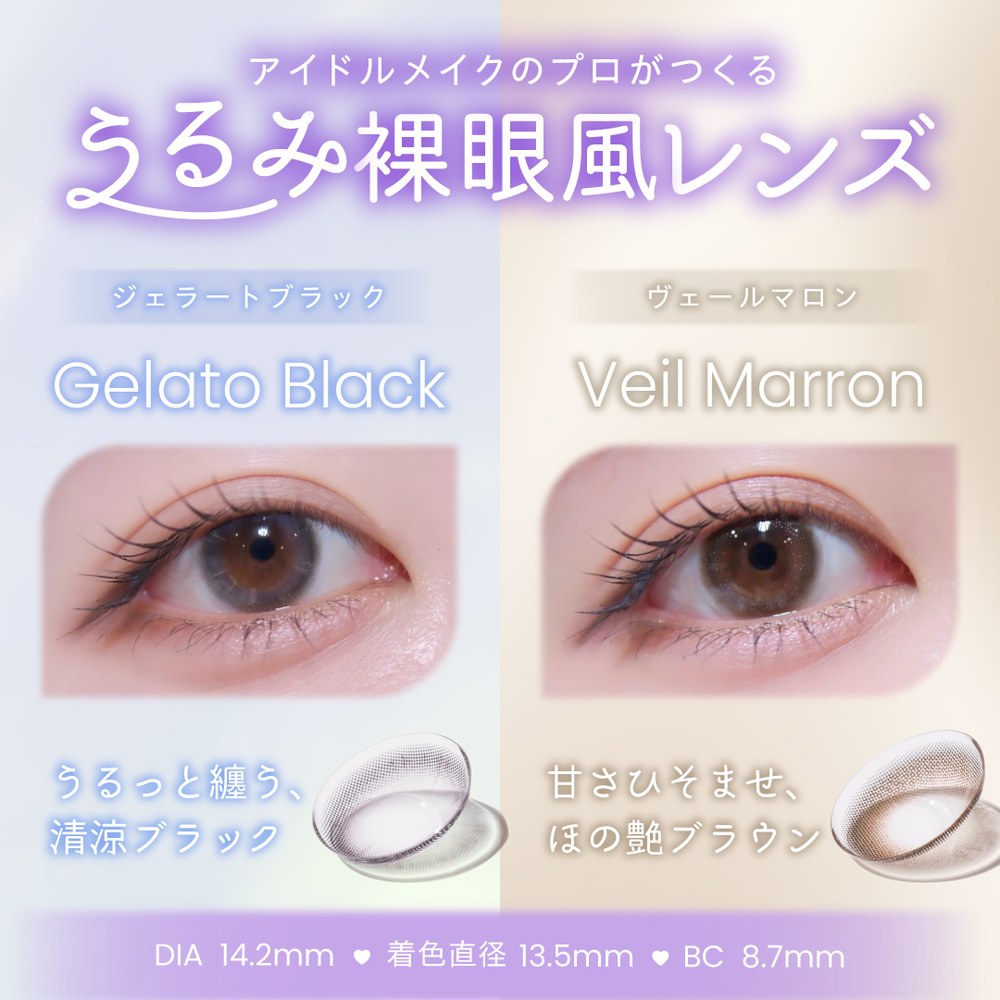 アイドルメイクのプロがつくる
うるみ裸眼風レンズ
ジェラートブラック
Gelato Black
うるっと纏う、
清涼ブラック
ヴェールマロン
Veil Marron
甘さひそませ、
ほの艶ブラウン
DIA 14.2mm ♥ 着色直径 13.5mm ♥ BC 8.7mm